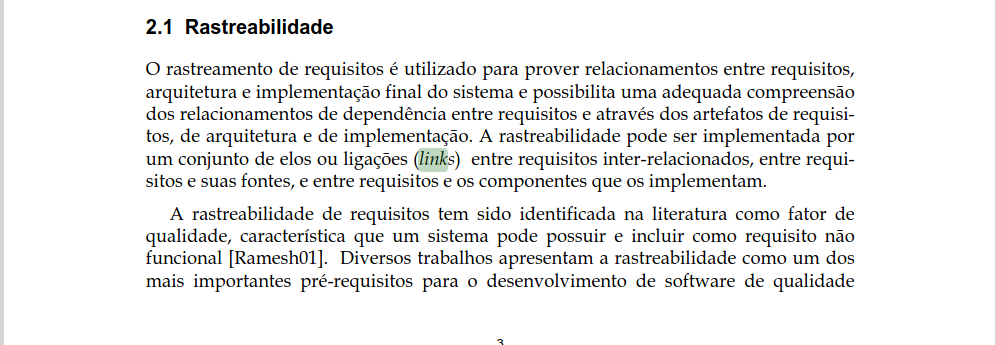 2.1 Rastreabilidade
O rastreamento de requisitos é utilizado para prover relacionamentos entre requisitos,
arquitetura e implementação final do sistema e possibilita uma adequada compreensão
dos relacionamentos de dependência entre requisitos e através dos artefatos de requisi-
tos, de arquitetura e de implementação. A rastreabilidade pode ser implementada por
um conjunto de elos ou ligações (links) entre requisitos inter-relacionados, entre requi-
sitos e suas fontes, e entre requisitos e os componentes que os implementam.
A rastreabilidade de requisitos tem sido identificada na literatura como fator de
qualidade, característica que um sistema pode possuir e incluir como requisito não
funcional [Ramesh01]. Diversos trabalhos apresentam a rastreabilidade como um dos
mais importantes pré-requisitos para o desenvolvimento de software de qualidade
3